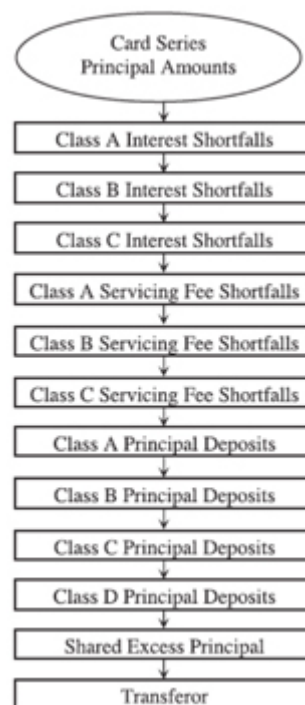 Card Series
Principal Amounts
Class A Interest Shortfalls
Class B Interest Shortfalls
Class C Interest Shortfalls
Class A Servicing Fee Shortfalls
Class B Servicing Fee Shortfalls
Class C Servicing Fee Shortfalls
Class A Principal Deposits
Class B Principal Deposits
Class C Principal Deposits
Class D Principal Deposits
Shared Excess Principal
Transferor